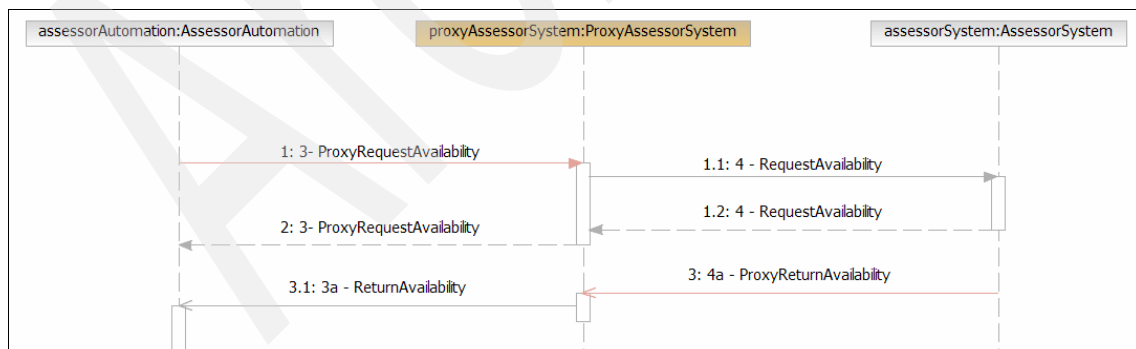 assessorAutomation:AssessorAutomation
proxyAssessorSystem:ProxyAssessorSystem
assessorSystem:AssessorSystem
1: 3- ProxyRequestAvailability
1.1: 4 - RequestAvailability
1.2: 4 - RequestAvailability
2: 3- ProxyRequestAvailability
3: 4a - ProxyReturnAvailability
3.1: 3a - ReturnAvailability